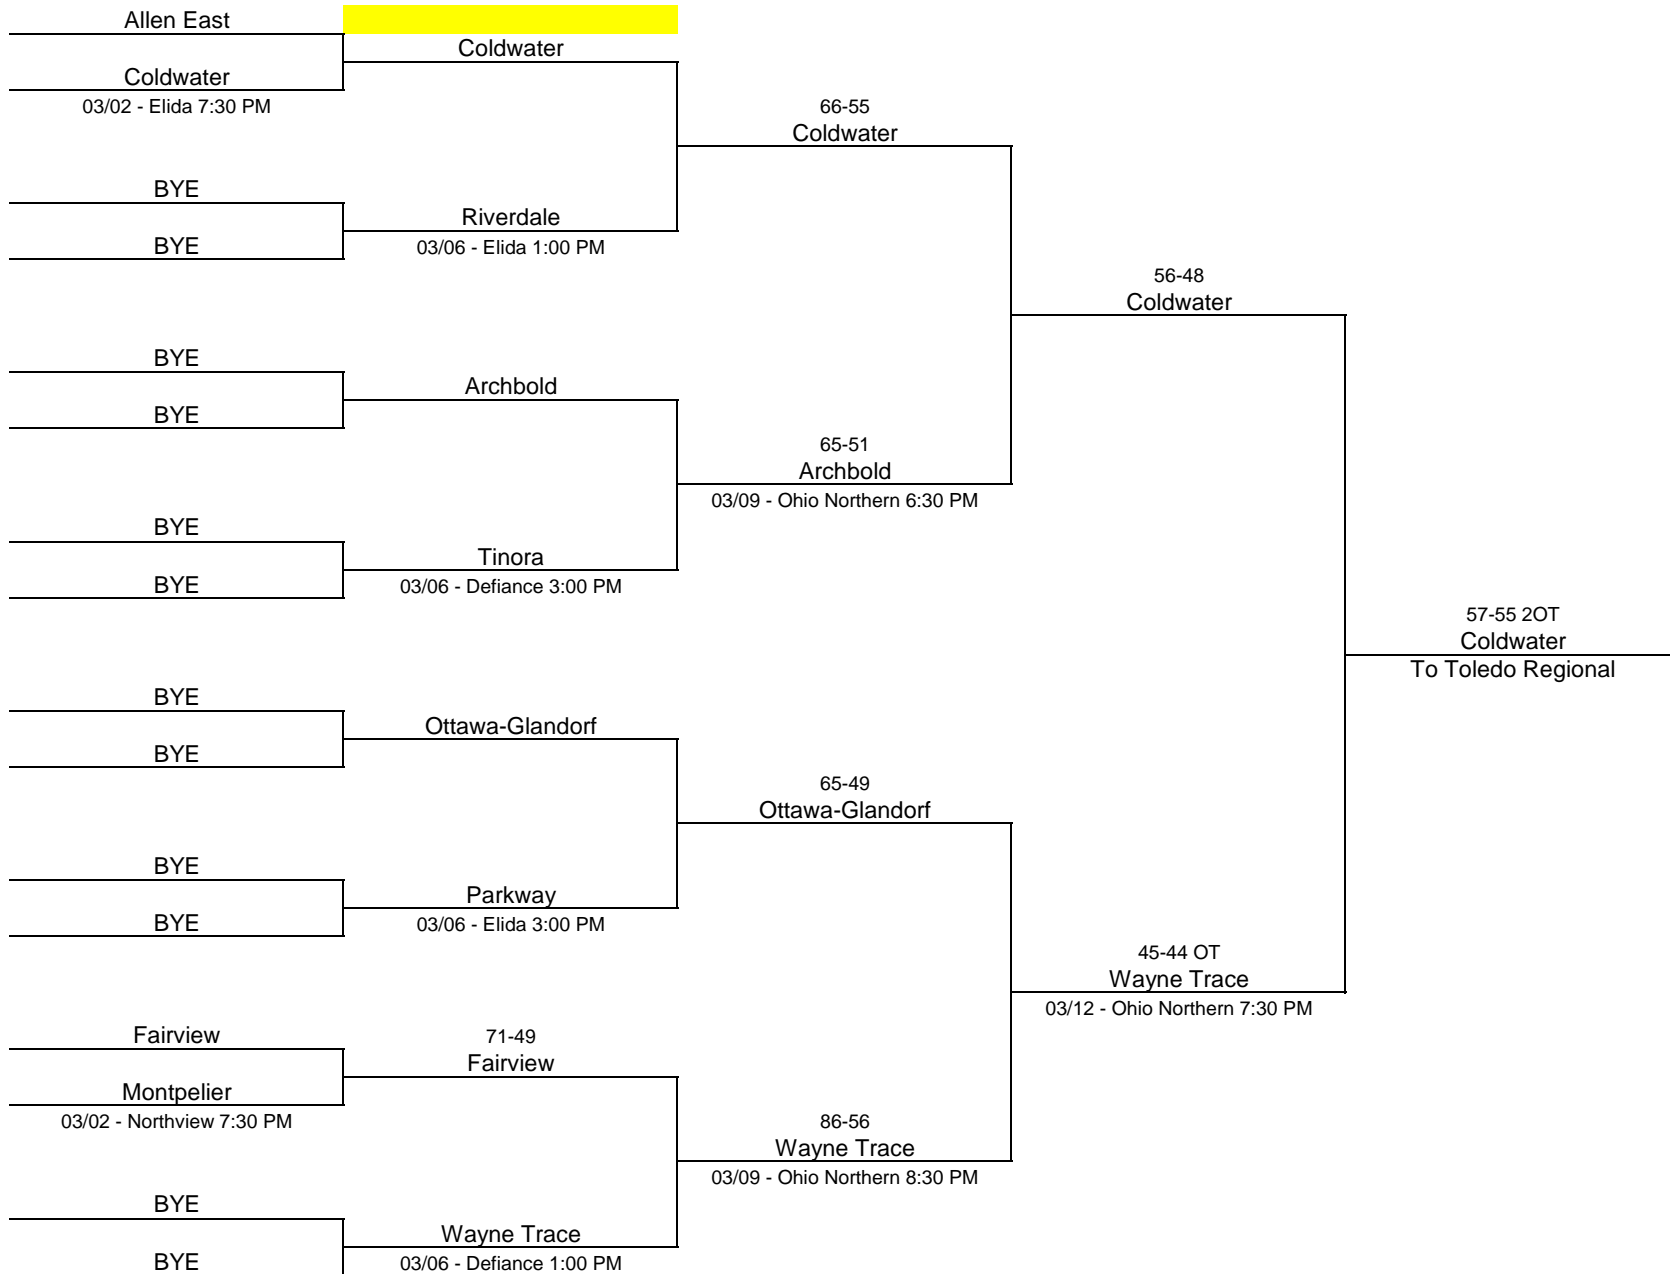 Allen East
Coldwater
Coldwater
03/02 - Elida 7:30 PM
66-55
Coldwater
BYE
Riverdale
BYE
03/06 - Elida 1:00 PM
56-48
Coldwater
BYE
Archbold
BYE
65-51
Archbold
03/09 - Ohio Northern 6:30 PM
BYE
Tinora
BYE
03/06 - Defiance 3:00 PM
57-55 2OT
Coldwater
To Toledo Regional
BYE
Ottawa-Glandorf
BYE
65-49
Ottawa-Glandorf
BYE
Parkway
BYE
03/06 - Elida 3:00 PM
45-44 OT
Wayne Trace
03/12 - Ohio Northern 7:30 PM
Fairview
71-49
Fairview
Montpelier
03/02 - Northview 7:30 PM
86-56
Wayne Trace
03/09 - Ohio Northern 8:30 PM
BYE
Wayne Trace
BYE
03/06 - Defiance 1:00 PM